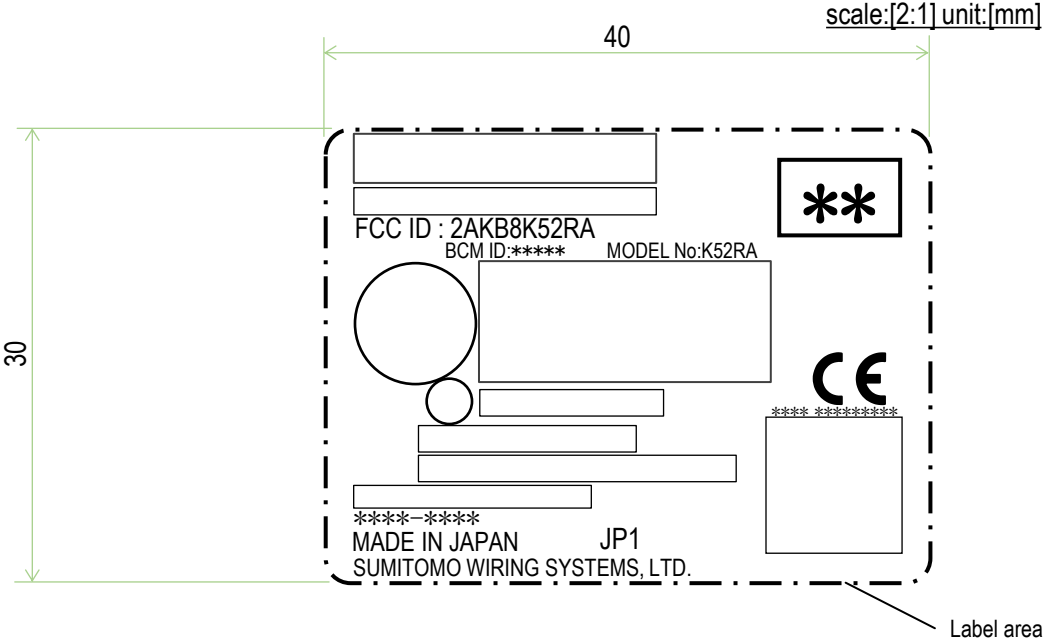 scale:[2:1] unit:[mm]
40
30
**
FCC ID : 2AKB8K52RA
BCM ID:***** MODEL No:K52RA
CE
**** *********
****-****
MADE IN JAPAN JP1
SUMITOMO WIRING SYSTEMS, LTD.
Label area